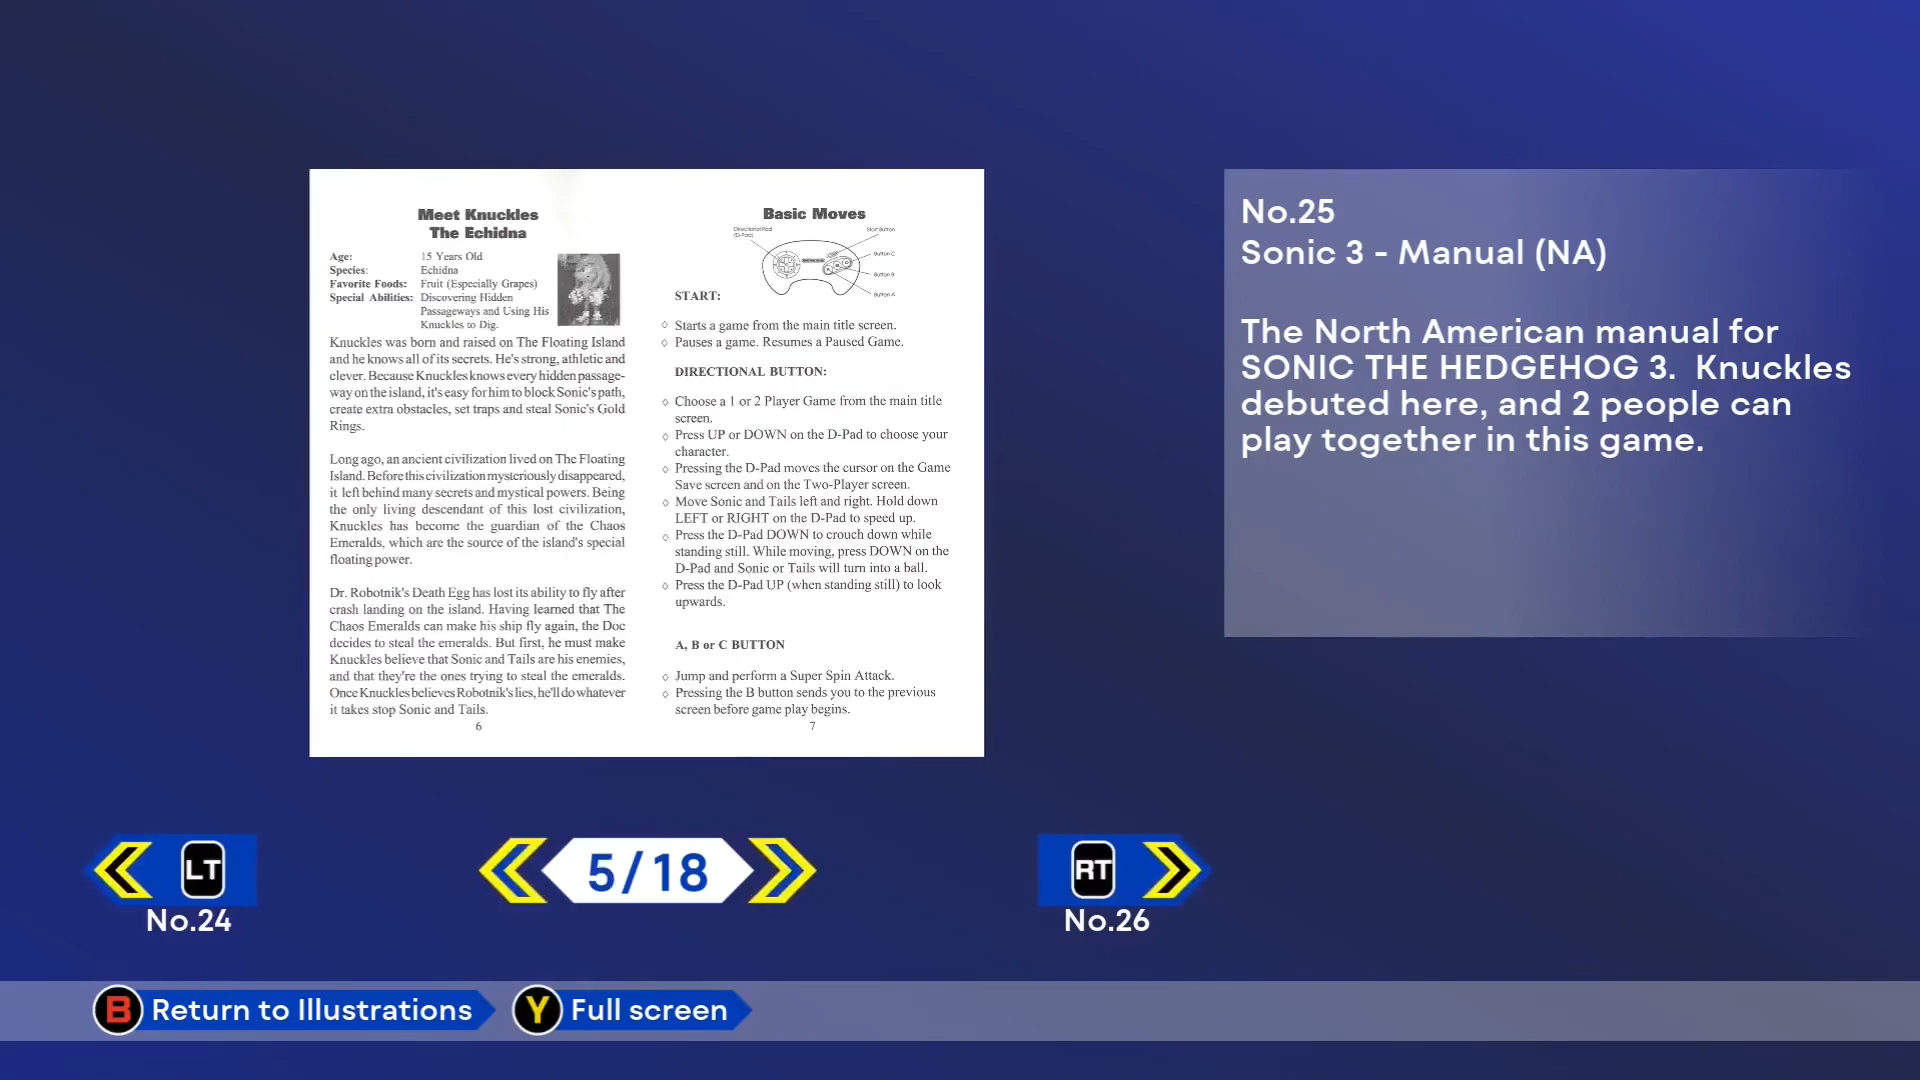 Meet Knuckles
The Echidna
Age: 15 Years Old
Species: Echidna
Favorite Foods: Fruit (Especially Grapes)
Special Abilities: Discovering Hidden
Passageways and Using His
Knuckles to Dig.
Knuckles was born and raised on The Floating Island
and he knows all of its secrets. He's strong, athletic and
clever. Because Knuckles knows every hidden passage-
way on the island, it's easy for him to block Sonic's path,
create extra obstacles, set traps and steal Sonic's Gold
Rings.
Long ago, an ancient civilization lived on The Floating
Island. Before this civilization mysteriously disappeared,
it left behind many secrets and mystical powers. Being
the only living descendant of this lost civilization,
Knuckles has become the guardian of the Chaos
Emeralds, which are the source of the island's special
floating power.
Dr. Robotnik's Death Egg has lost its ability to fly after
crash landing on the island. Having learned that The
Chaos Emeralds can make his ship fly again, the Doc
decides to steal the emeralds. But first, he must make
Knuckles believe that Sonic and Tails are his enemies,
and that they're the ones trying to steal the emeralds.
Once Knuckles believes Robotnik's lies, he'll do whatever
it takes stop Sonic and Tails.
6
Basic Moves
Directional Pad
(D-Pad)
Start Button
Button C
Button B
Button A
START:
◇ Starts a game from the main title screen.
◇ Pauses a game. Resumes a Paused Game.
DIRECTIONAL BUTTON:
◇ Choose a 1 or 2 Player Game from the main title
screen.
◇ Press UP or DOWN on the D-Pad to choose your
character.
◇ Pressing the D-Pad moves the cursor on the Game
Save screen and on the Two-Player screen.
◇ Move Sonic and Tails left and right. Hold down
LEFT or RIGHT on the D-Pad to speed up.
◇ Press the D-Pad DOWN to crouch down while
standing still. While moving, press DOWN on the
D-Pad and Sonic or Tails will turn into a ball.
◇ Press the D-Pad UP (when standing still) to look
upwards.
A, B or C BUTTON
◇ Jump and perform a Super Spin Attack.
◇ Pressing the B button sends you to the previous
screen before game play begins.
7
No.25
Sonic 3 - Manual (NA)
The North American manual for
SONIC THE HEDGEHOG 3. Knuckles
debuted here, and 2 people can
play together in this game.
LT
No.24
5/18
RT
No.26
B Return to Illustrations
Y Full screen